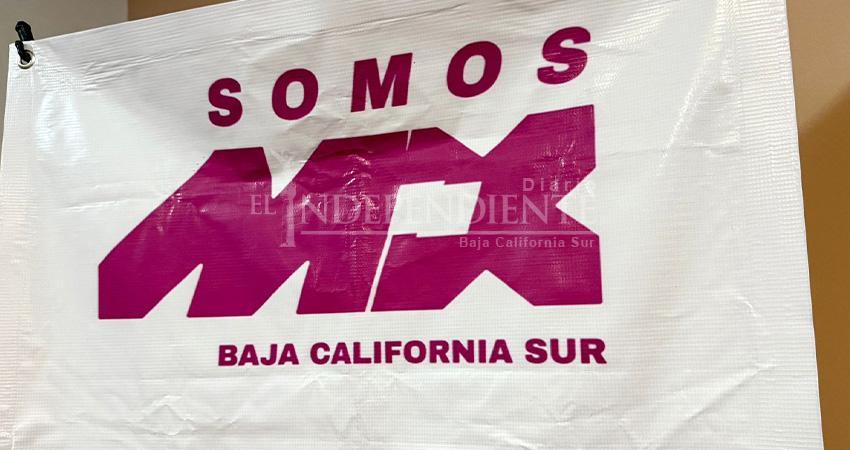 SOMOS
MX
Diario
EL INDEPENDIENTE
Baja California Sur
BAJA CALIFORNIA SUR